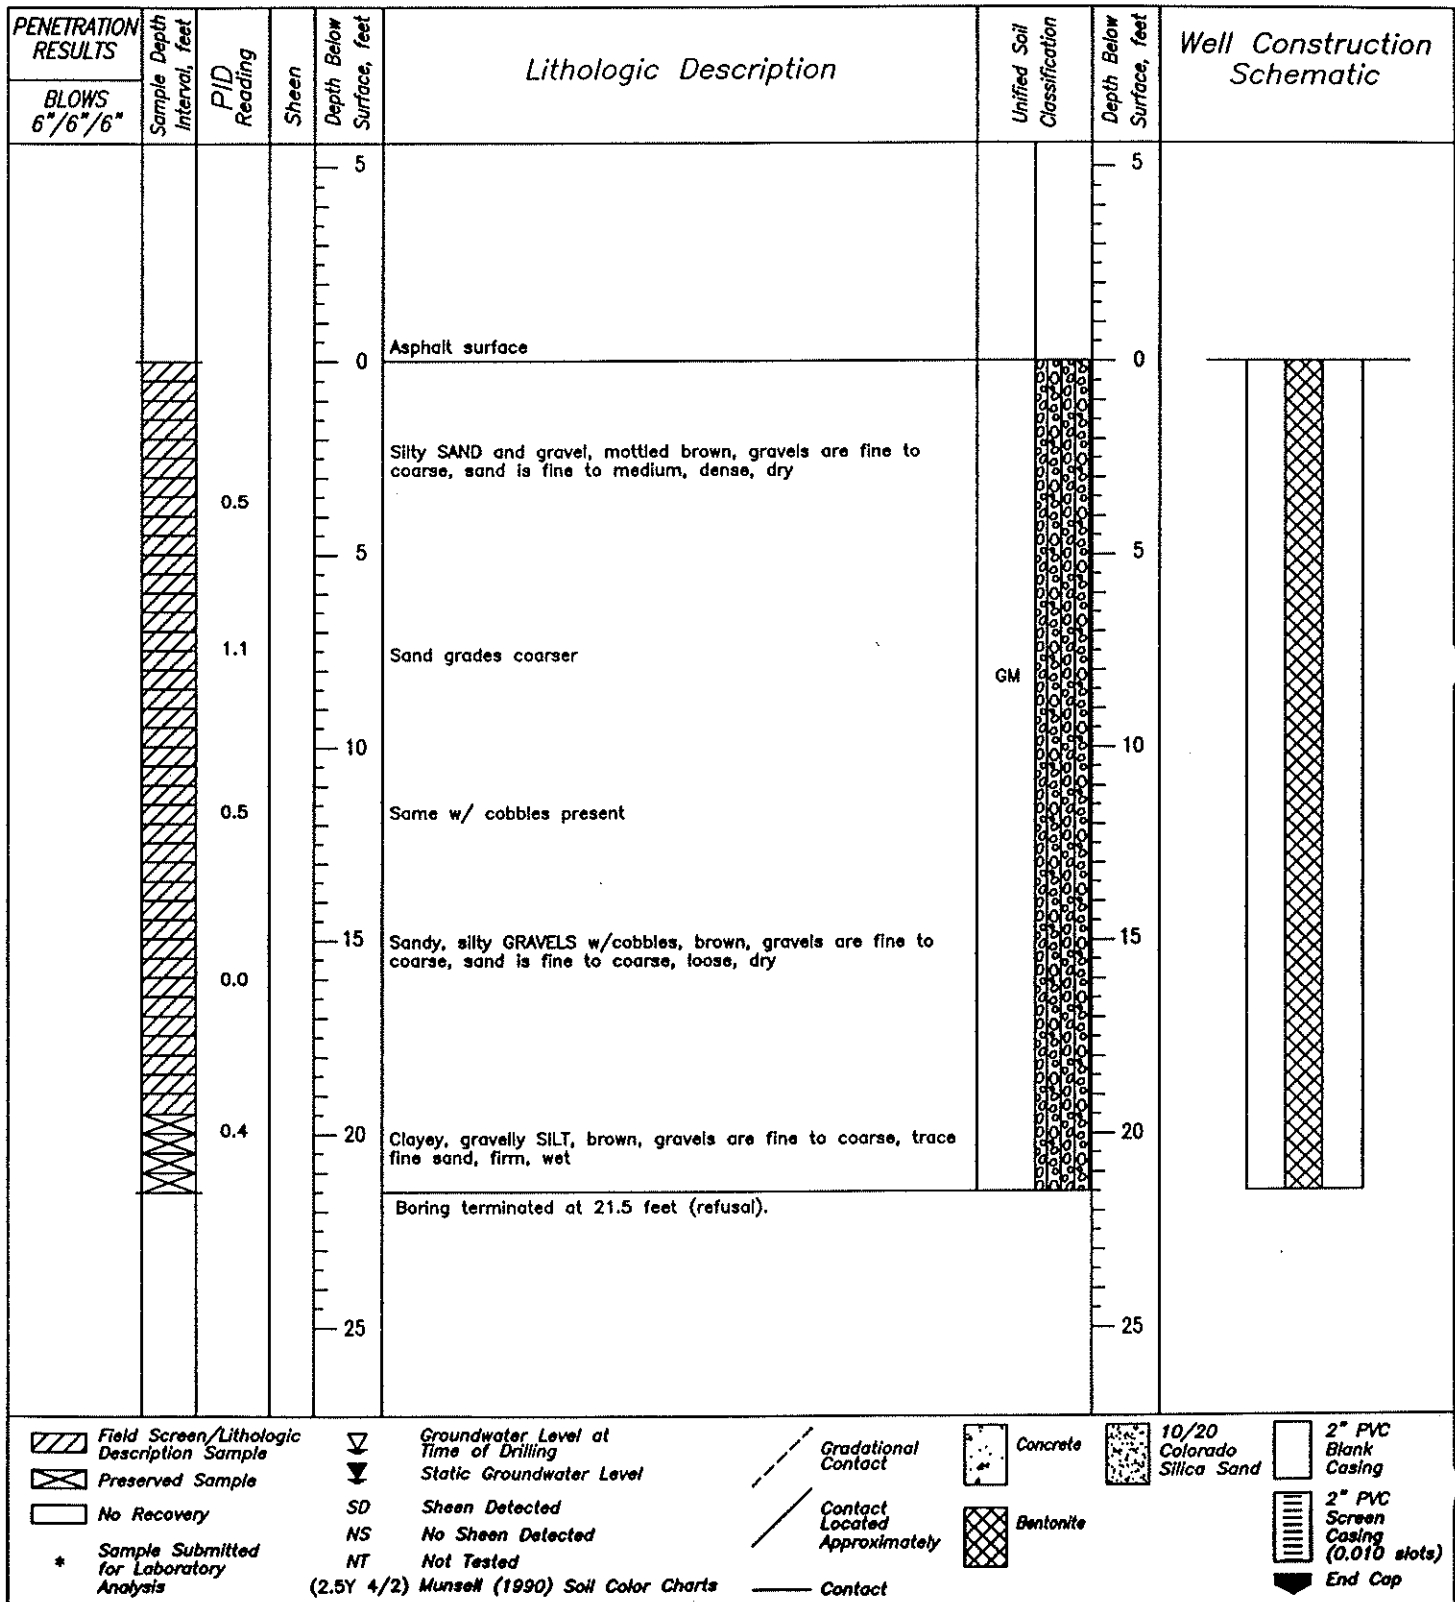 PENETRATION
RESULTS
BLOWS
6"/6"/6"
Sample Depth
Interval, feet
PID
Reading
Sheen
Depth Below
Surface, feet
Lithologic Description
Unified Soil
Classification
Depth Below
Surface, feet
Well Construction
Schematic
5
5
Asphalt surface
0
0
Silty SAND and gravel, mottled brown, gravels are fine to
coarse, sand is fine to medium, dense, dry
0.5
5
5
1.1
Sand grades coarser
GM
10
10
0.5
Same w/ cobbles present
15
Sandy, silty GRAVELS w/cobbles, brown, gravels are fine to
coarse, sand is fine to coarse, loose, dry
15
0.0
0.4
20
Clayey, gravelly SILT, brown, gravels are fine to coarse, trace
fine sand, firm, wet
20
Boring terminated at 21.5 feet (refusal).
25
25
Field Screen/Lithologic
Description Sample
Preserved Sample
No Recovery
* Sample Submitted
for Laboratory
Analysis
Groundwater Level at
Time of Drilling
Static Groundwater Level
SD Sheen Detected
NS No Sheen Detected
NT Not Tested
(2.5Y 4/2) Munsell (1990) Soil Color Charts
Gradational
Contact
Contact
Located
Approximately
Contact
Concrete
Bentonite
10/20
Colorado
Silica Sand
2" PVC
Blank
Casing
2" PVC
Screen
Casing
(0.010 slots)
End Cap